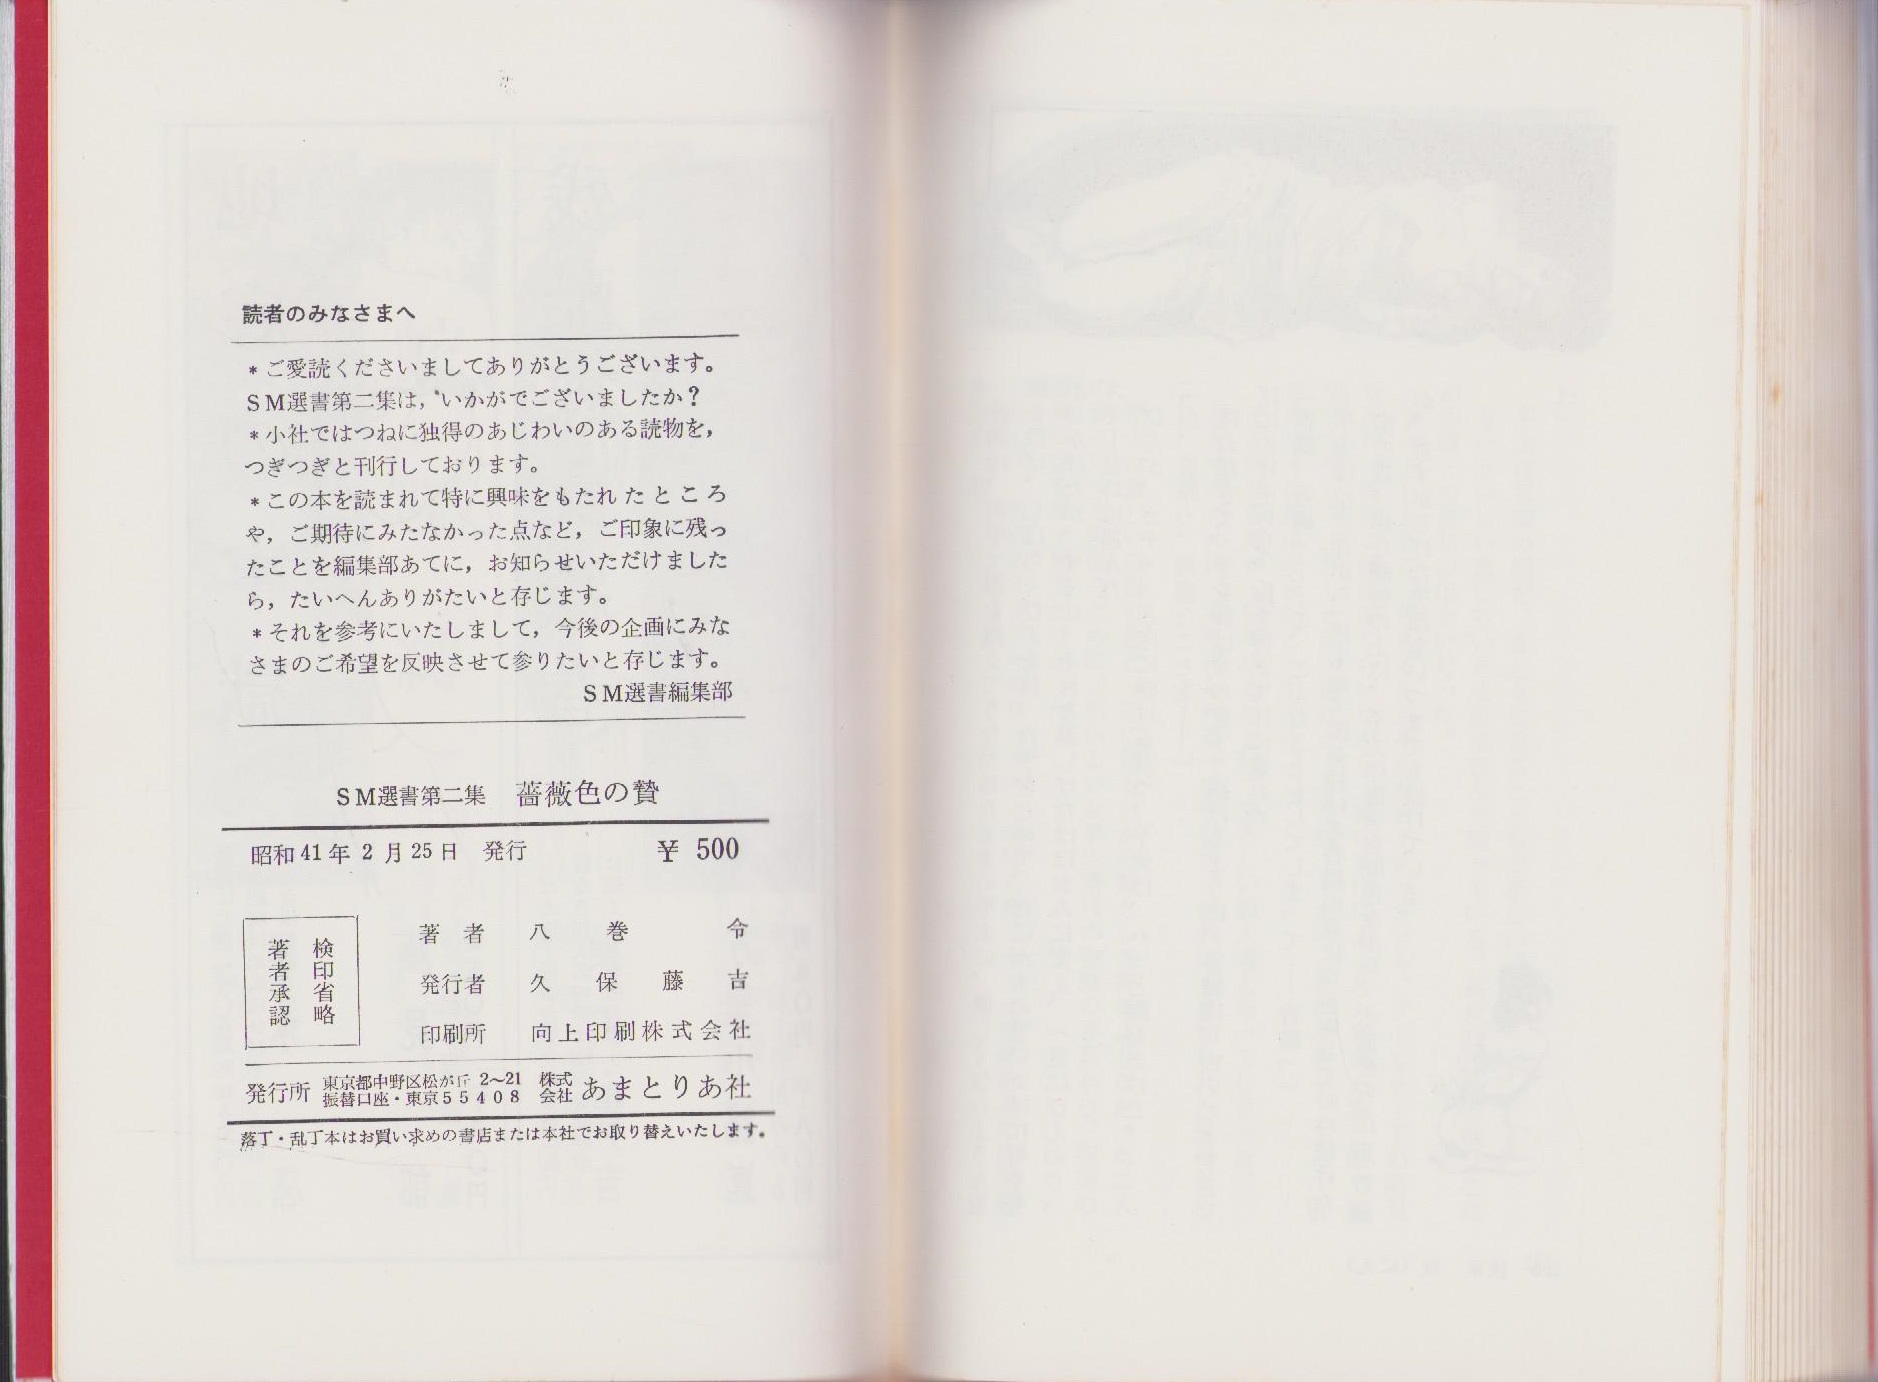 読者のみなさまへ
＊ご愛読くださいましてありがとうございます。
ＳＭ選書第二集は，いかがでございましたか？
＊小社ではつねに独得のあじわいのある読物を，
つぎつぎと刊行しております。
＊この本を読まれて特に興味をもたれたところ
や，ご期待にみたなかった点など，ご印象に残っ
たことを編集部あてに，お知らせいただけました
ら，たいへんありがたいと存じます。
＊それを参考にいたしまして，今後の企画にみな
さまのご希望を反映させて参りたいと存じます。
ＳＭ選書編集部
ＳＭ選書第二集　薔薇色の贄
昭和41年2月25日　発行　￥500
検印省略
著者承認
著者　八巻令
発行者　久保藤吉
印刷所　向上印刷株式会社
発行所　東京都中野区松が丘2〜21　株式会社　あまとりあ社
振替口座・東京５５４０８
落丁・乱丁本はお買い求めの書店または本社でお取り替えいたします。